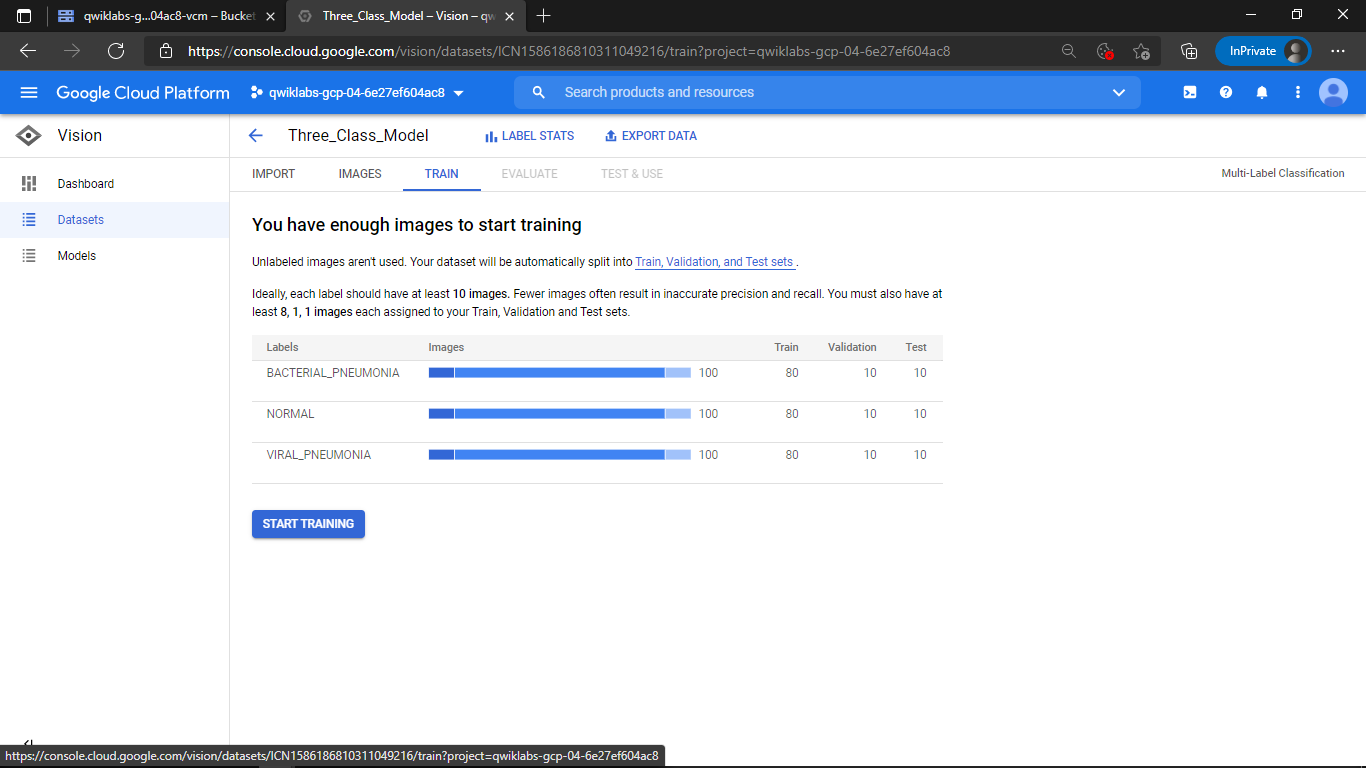 qwiklabs-g...04ac8-vcm – Bucket
Three_Class_Model – Vision – qw
https://console.cloud.google.com/vision/datasets/ICN1586186810311049216/train?project=qwiklabs-gcp-04-6e27ef604ac8
InPrivate
Google Cloud Platform
qwiklabs-gcp-04-6e27ef604ac8
Search products and resources
Vision
Three_Class_Model
LABEL STATS
EXPORT DATA
IMPORT
IMAGES
TRAIN
EVALUATE
TEST & USE
Multi-Label Classification
Dashboard
Datasets
Models
You have enough images to start training
Unlabeled images aren't used. Your dataset will be automatically split into Train, Validation, and Test sets .
Ideally, each label should have at least 10 images. Fewer images often result in inaccurate precision and recall. You must also have at
least 8, 1, 1 images each assigned to your Train, Validation and Test sets.
Labels Images Train Validation Test
BACTERIAL_PNEUMONIA 100 80 10 10
NORMAL 100 80 10 10
VIRAL_PNEUMONIA 100 80 10 10
START TRAINING
https://console.cloud.google.com/vision/datasets/ICN1586186810311049216/train?project=qwiklabs-gcp-04-6e27ef604ac8